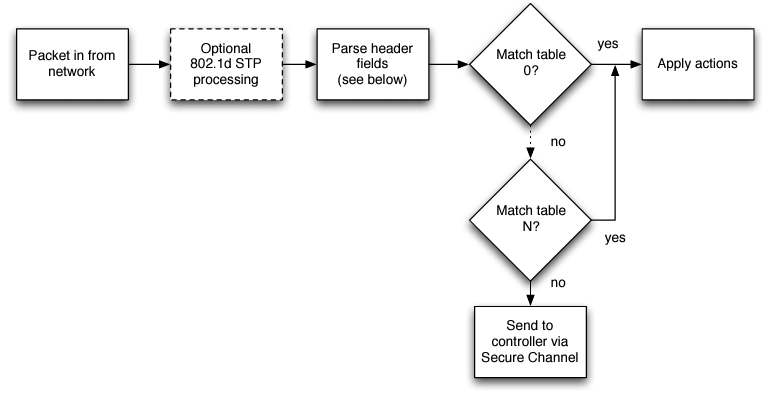 Packet in from
network
Optional
802.1d STP
processing
Parse header
fields
(see below)
Match table
0?
yes
Apply actions
no
Match table
N?
yes
no
Send to
controller via
Secure Channel